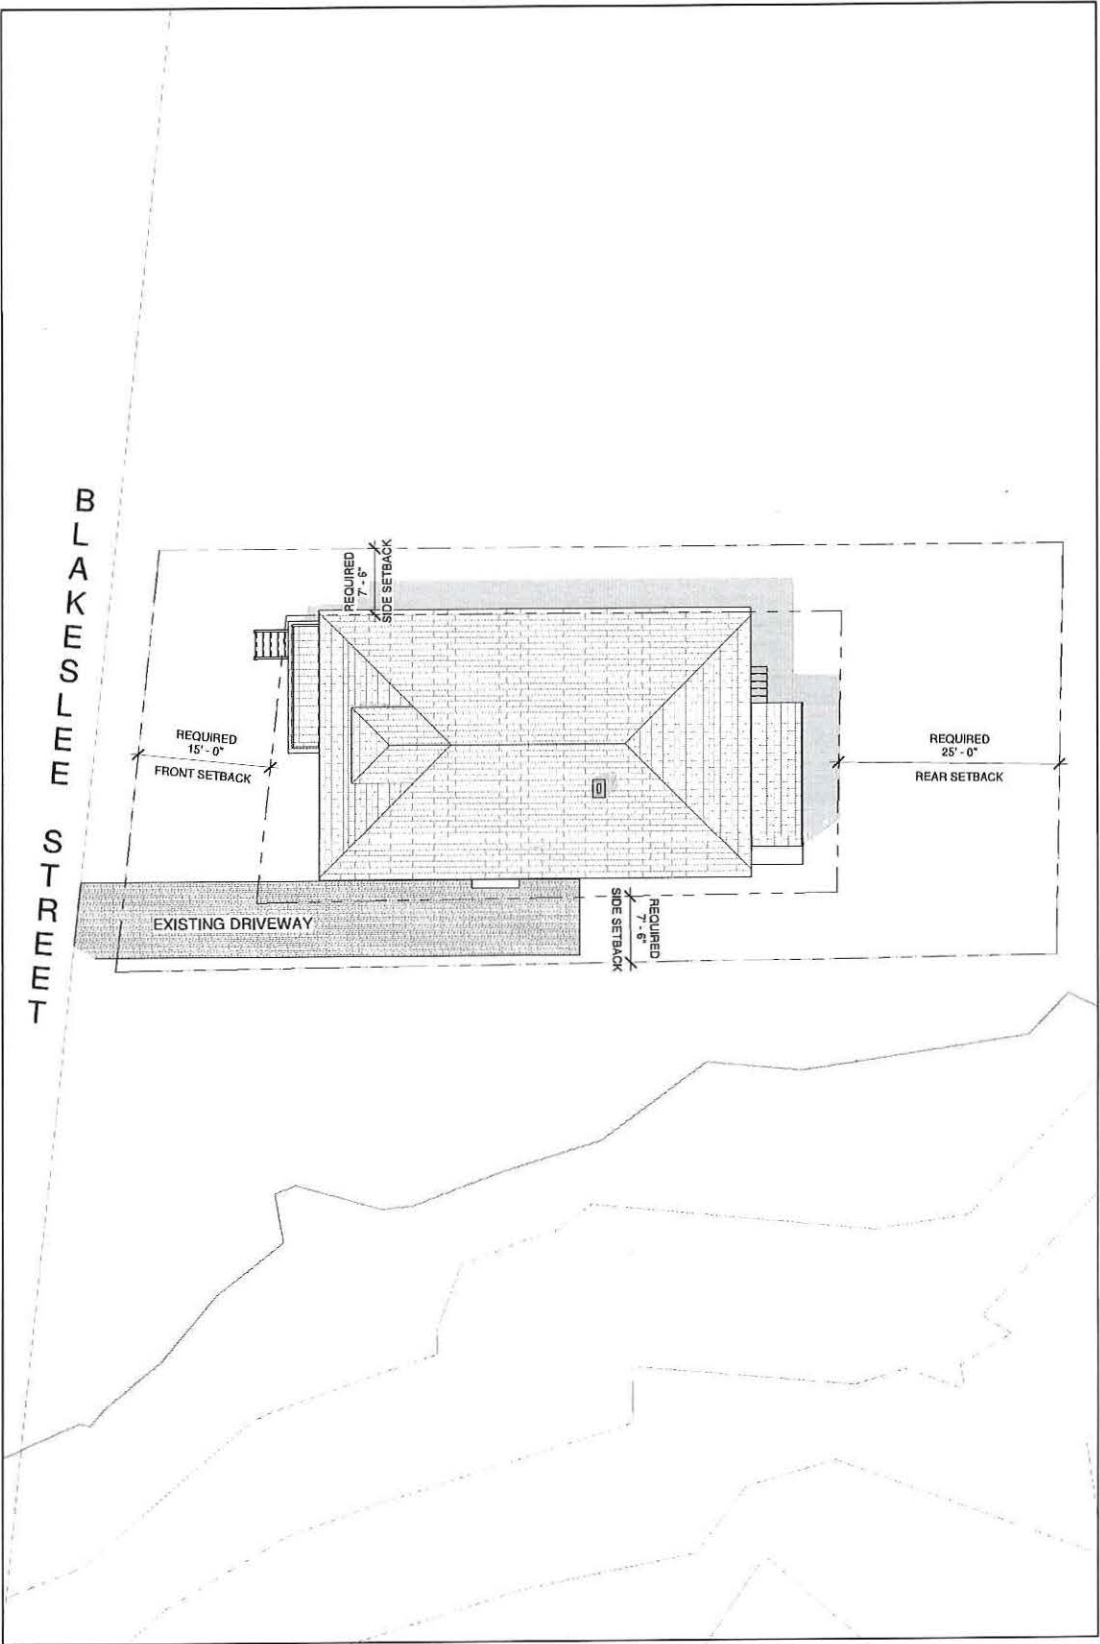 BLAKESLEE STREET
REQUIRED
7' - 6"
SIDE SETBACK
REQUIRED
15' - 0"
FRONT SETBACK
REQUIRED
25' - 0"
REAR SETBACK
EXISTING DRIVEWAY
REQUIRED
7' - 6"
SIDE SETBACK